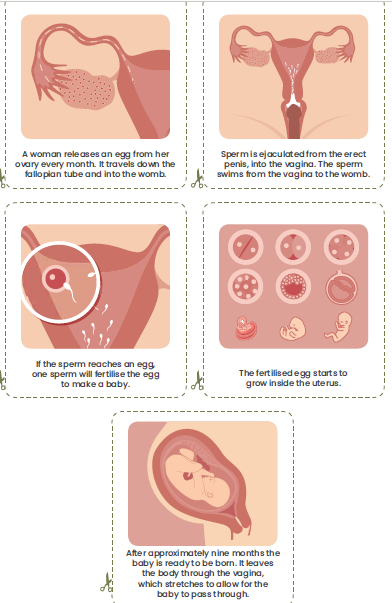 A woman releases an egg from her
ovary every month. It travels down the
fallopian tube and into the womb.
Sperm is ejaculated from the erect
penis, into the vagina. The sperm
swims from the vagina to the womb.
If the sperm reaches an egg,
one sperm will fertilise the egg
to make a baby.
The fertilised egg starts to
grow inside the uterus.
After approximately nine months the
baby is ready to be born. It leaves
the body through the vagina,
which stretches to allow for the
baby to pass through.